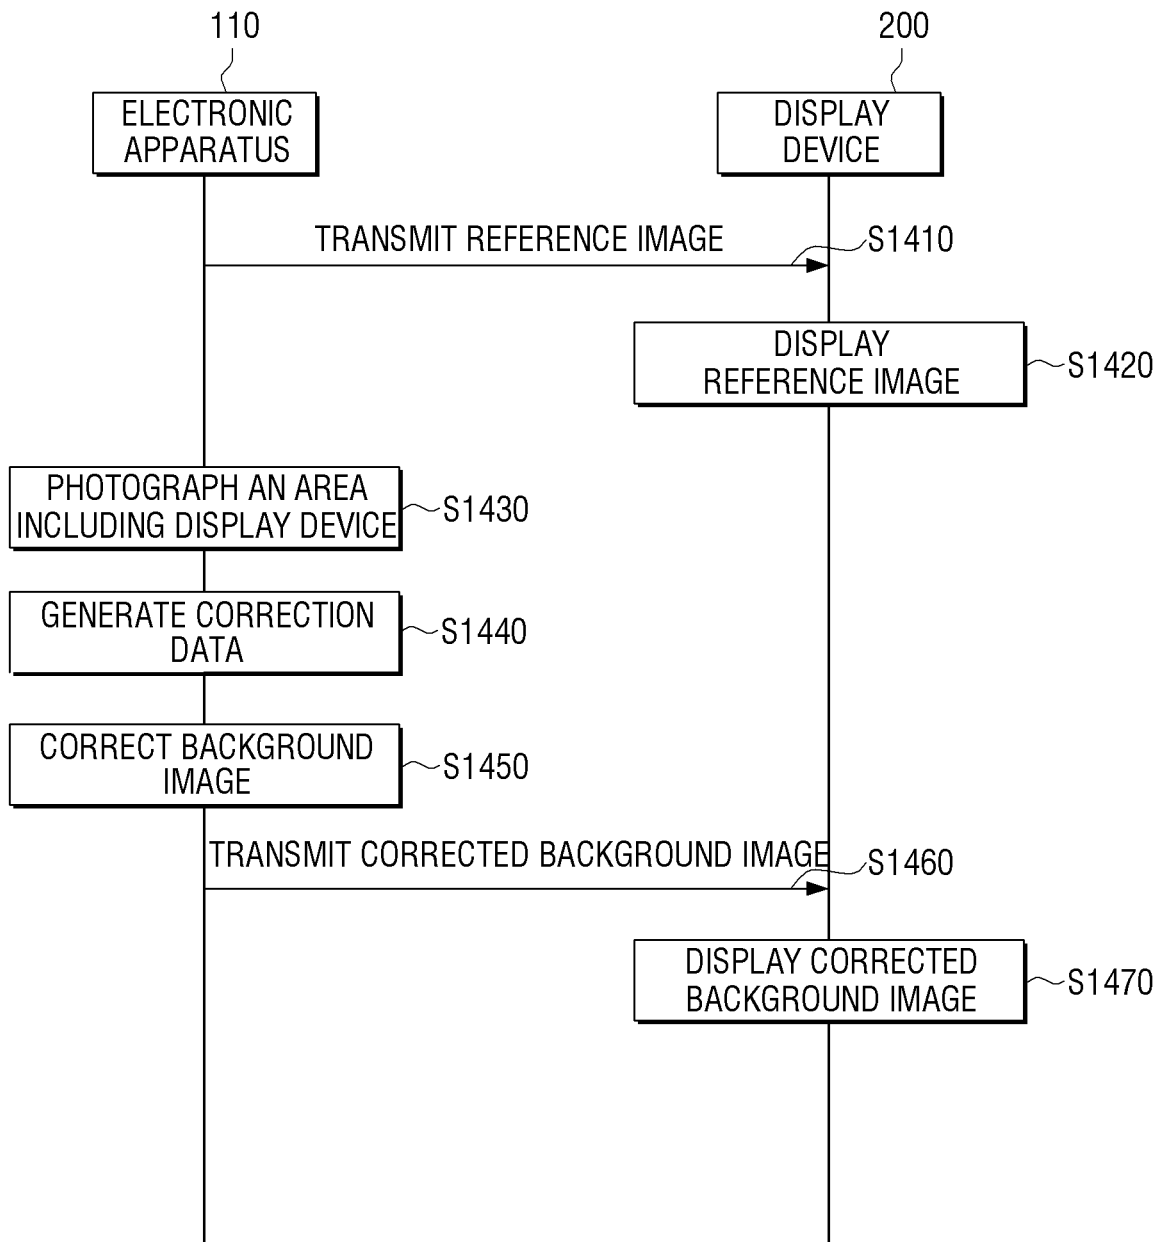 110
200
ELECTRONIC
APPARATUS
DISPLAY
DEVICE
TRANSMIT REFERENCE IMAGE
S1410
DISPLAY
REFERENCE IMAGE
S1420
PHOTOGRAPH AN AREA
INCLUDING DISPLAY DEVICE
S1430
GENERATE CORRECTION
DATA
S1440
CORRECT BACKGROUND
IMAGE
S1450
TRANSMIT CORRECTED BACKGROUND IMAGE
S1460
DISPLAY CORRECTED
BACKGROUND IMAGE
S1470